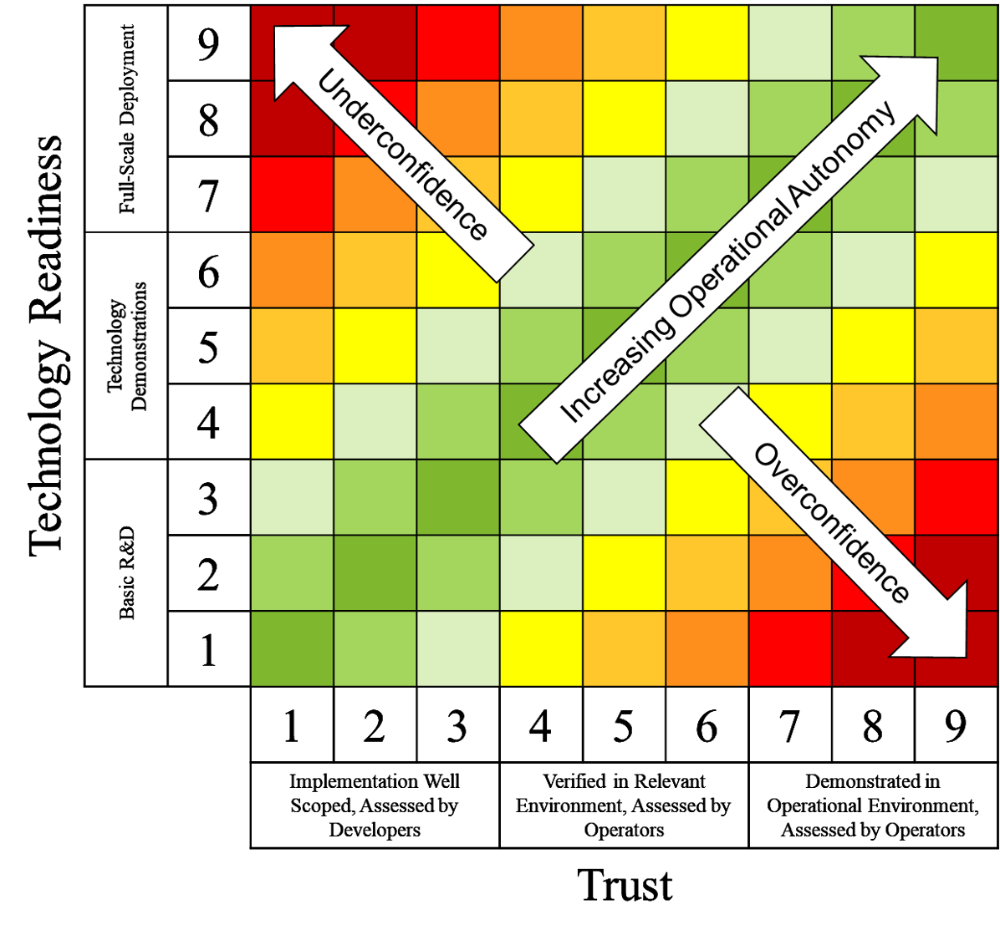 Technology Readiness
Full-Scale Deployment
Technology
Demonstrations
Basic R&D
9
8
7
6
5
4
3
2
1
Underconfidence
Increasing Operational Autonomy
Overconfidence
1 2 3 4 5 6 7 8 9
Implementation Well
Scoped, Assessed by
Developers
Verified in Relevant
Environment, Assessed by
Operators
Demonstrated in
Operational Environment,
Assessed by Operators
Trust